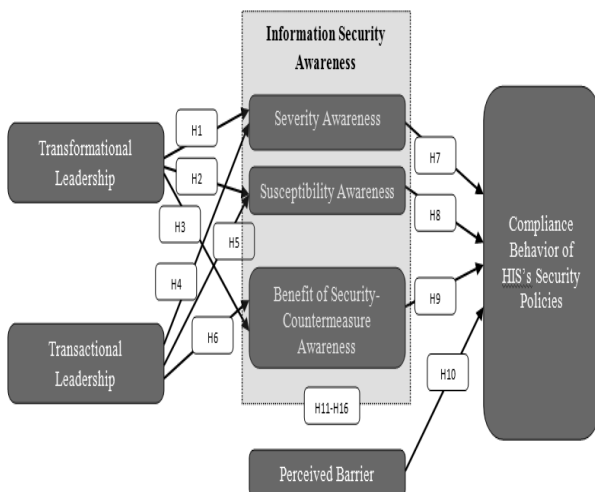 Information Security
Awareness
Transformational
Leadership
Transactional
Leadership
H1
H2
H3
H4
H5
H6
Severity Awareness
Susceptibility Awareness
Benefit of Security-
Countermeasure
Awareness
H11-H16
Perceived Barrier
H7
H8
H9
H10
Compliance
Behavior of
HIS's Security
Policies